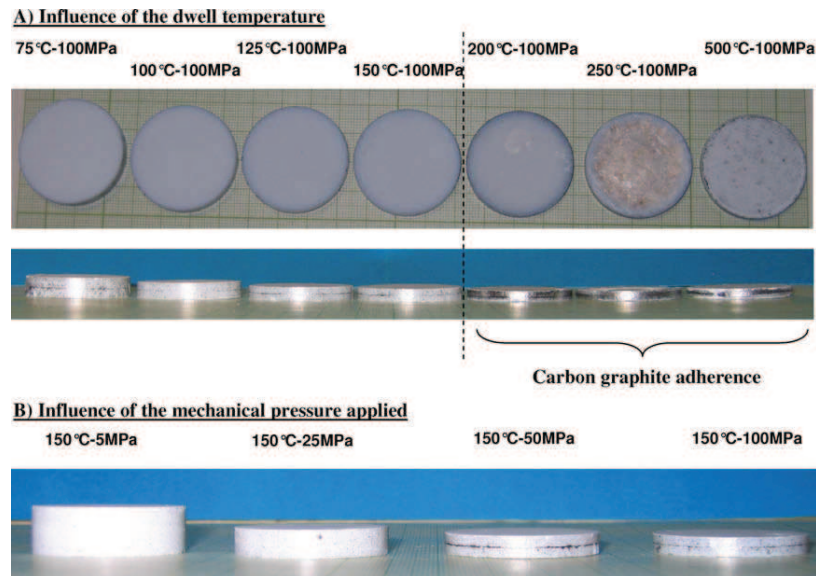 A) Influence of the dwell temperature
75°C-100MPa 125°C-100MPa 200°C-100MPa 500°C-100MPa
100°C-100MPa 150°C-100MPa 250°C-100MPa
Carbon graphite adherence
B) Influence of the mechanical pressure applied
150°C-5MPa 150°C-25MPa 150°C-50MPa 150°C-100MPa